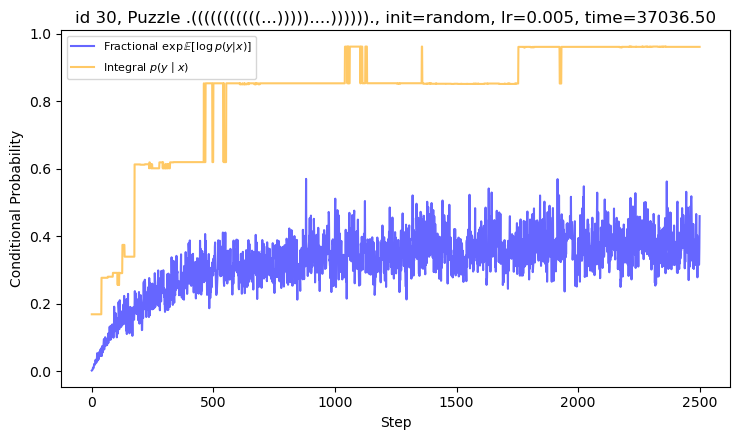 id 30, Puzzle .(((((((((((...)))))....))))))., init=random, lr=0.005, time=37036.50
Fractional exp 𝔼[log p(y|x)]
Integral p(y | x)
1.0
0.8
0.6
0.4
0.2
0.0
Conditional Probability
0 500 1000 1500 2000 2500
Step